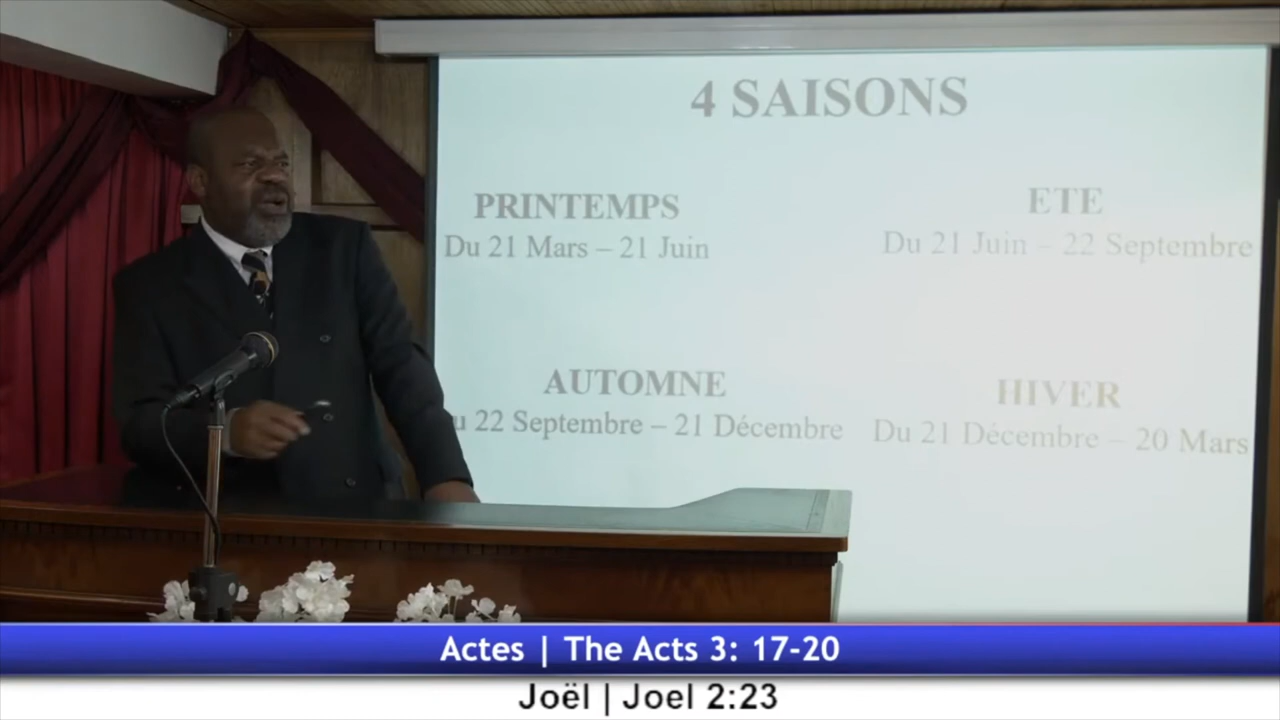 4 SAISONS
PRINTEMPS
Du 21 Mars – 21 Juin
ETE
Du 21 Juin – 22 Septembre
AUTOMNE
u 22 Septembre – 21 Décembre
HIVER
Du 21 Décembre – 20 Mars
Actes | The Acts 3: 17-20
Joël | Joel 2:23